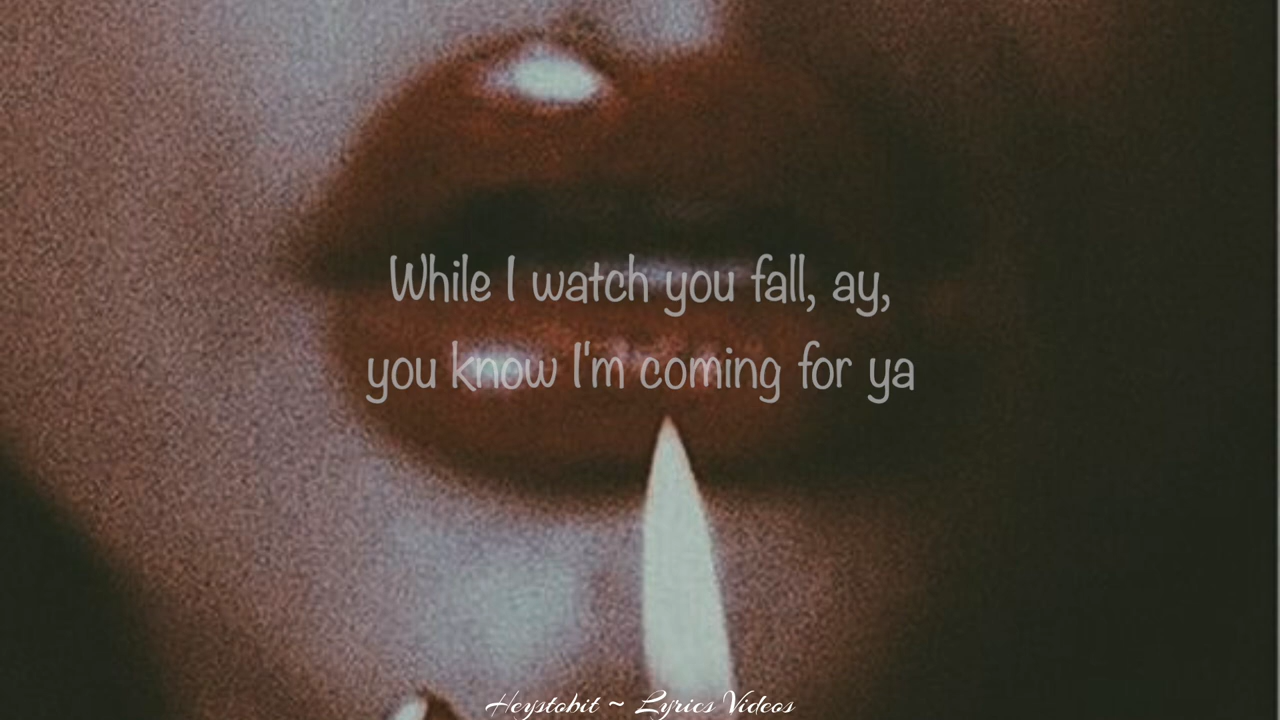 While I watch you fall, ay,
you know I'm coming for ya
Heystobit ~ Lyrics Videos